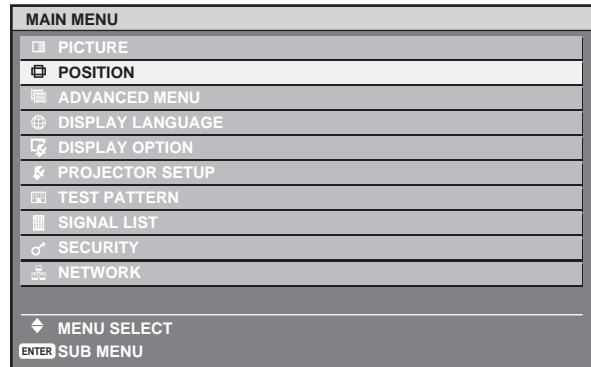 MAIN MENU
PICTURE
POSITION
ADVANCED MENU
DISPLAY LANGUAGE
DISPLAY OPTION
PROJECTOR SETUP
TEST PATTERN
SIGNAL LIST
SECURITY
NETWORK
MENU SELECT
ENTER SUB MENU